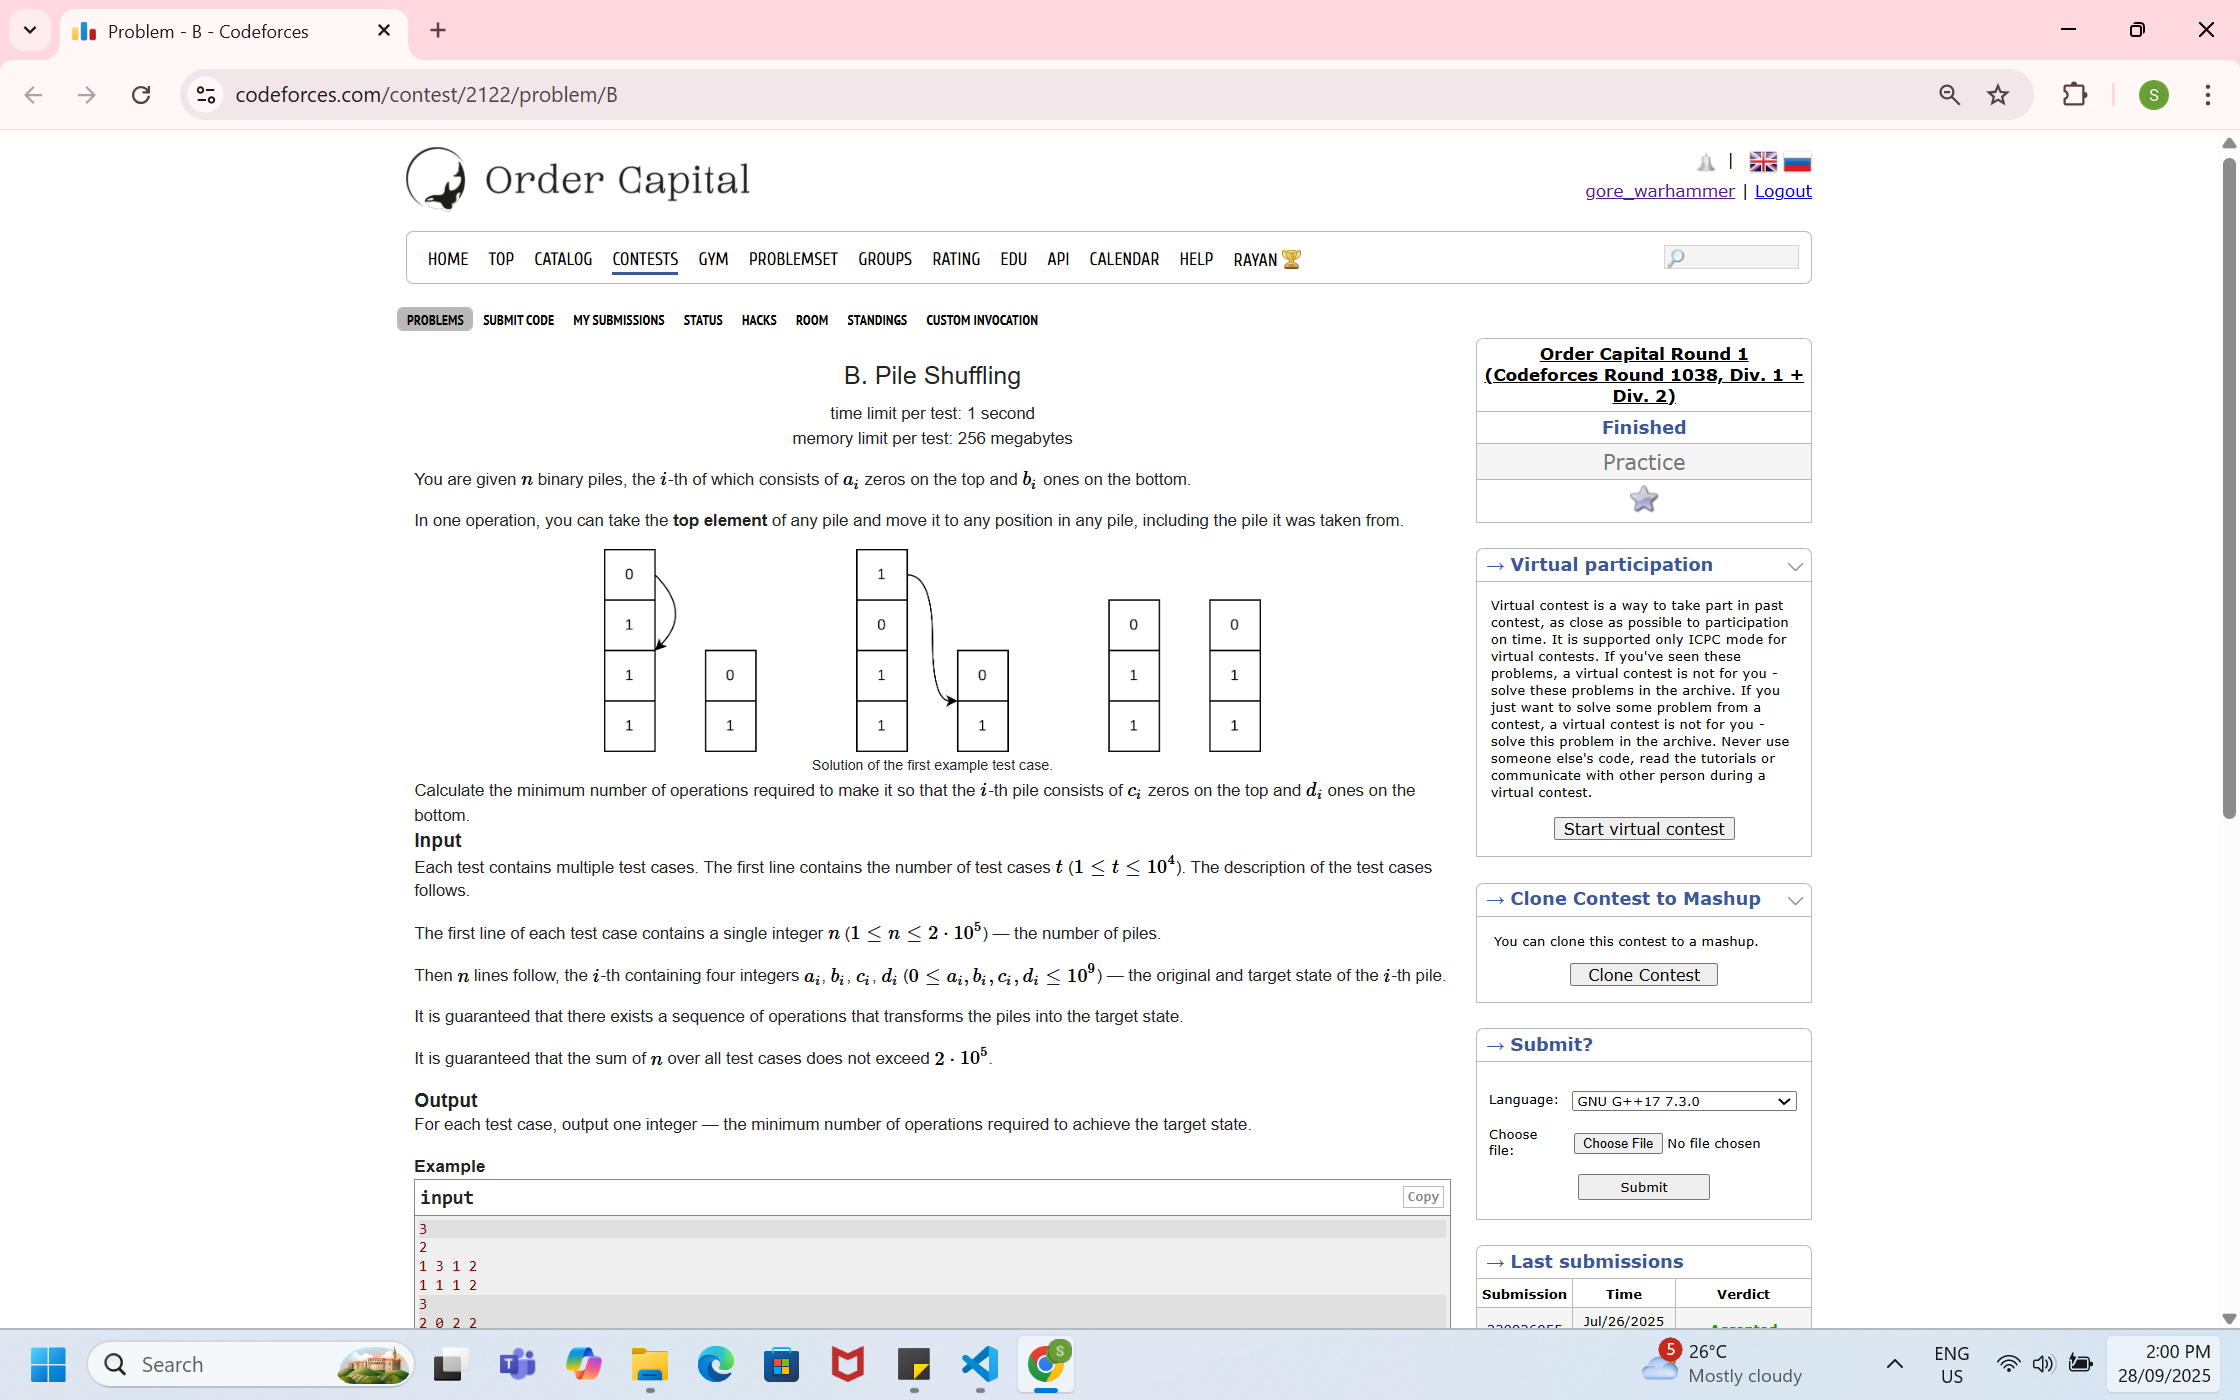 Problem - B - Codeforces
codeforces.com/contest/2122/problem/B
S
Order Capital
|
gore_warhammer | Logout
HOME TOP CATALOG CONTESTS GYM PROBLEMSET GROUPS RATING EDU API CALENDAR HELP RAYAN
PROBLEMS SUBMIT CODE MY SUBMISSIONS STATUS HACKS ROOM STANDINGS CUSTOM INVOCATION
B. Pile Shuffling
time limit per test: 1 second
memory limit per test: 256 megabytes
You are given n binary piles, the i-th of which consists of a_i zeros on the top and b_i ones on the bottom.
In one operation, you can take the top element of any pile and move it to any position in any pile, including the pile it was taken from.
0 1
1 0 0 0
1 0 1 0 1 1
1 1 1 1 1 1
Solution of the first example test case.
Calculate the minimum number of operations required to make it so that the i-th pile consists of c_i zeros on the top and d_i ones on the
bottom.
Input
Each test contains multiple test cases. The first line contains the number of test cases t (1 ≤ t ≤ 10^4). The description of the test cases
follows.
The first line of each test case contains a single integer n (1 ≤ n ≤ 2 · 10^5) — the number of piles.
Then n lines follow, the i-th containing four integers a_i, b_i, c_i, d_i (0 ≤ a_i, b_i, c_i, d_i ≤ 10^9) — the original and target state of the i-th pile.
It is guaranteed that there exists a sequence of operations that transforms the piles into the target state.
It is guaranteed that the sum of n over all test cases does not exceed 2 · 10^5.
Output
For each test case, output one integer — the minimum number of operations required to achieve the target state.
Example
input
Copy
3
2
1 3 1 2
1 1 1 2
3
2 0 2 2
Order Capital Round 1
(Codeforces Round 1038, Div. 1 +
Div. 2)
Finished
Practice
→ Virtual participation
Virtual contest is a way to take part in past
contest, as close as possible to participation
on time. It is supported only ICPC mode for
virtual contests. If you've seen these
problems, a virtual contest is not for you -
solve these problems in the archive. If you
just want to solve some problem from a
contest, a virtual contest is not for you -
solve this problem in the archive. Never use
someone else's code, read the tutorials or
communicate with other person during a
virtual contest.
Start virtual contest
→ Clone Contest to Mashup
You can clone this contest to a mashup.
Clone Contest
→ Submit?
Language: GNU G++17 7.3.0
Choose
file: Choose File No file chosen
Submit
→ Last submissions
Submission Time Verdict
Jul/26/2025
Search
S
5
26°C
Mostly cloudy
ENG
US
2:00 PM
28/09/2025